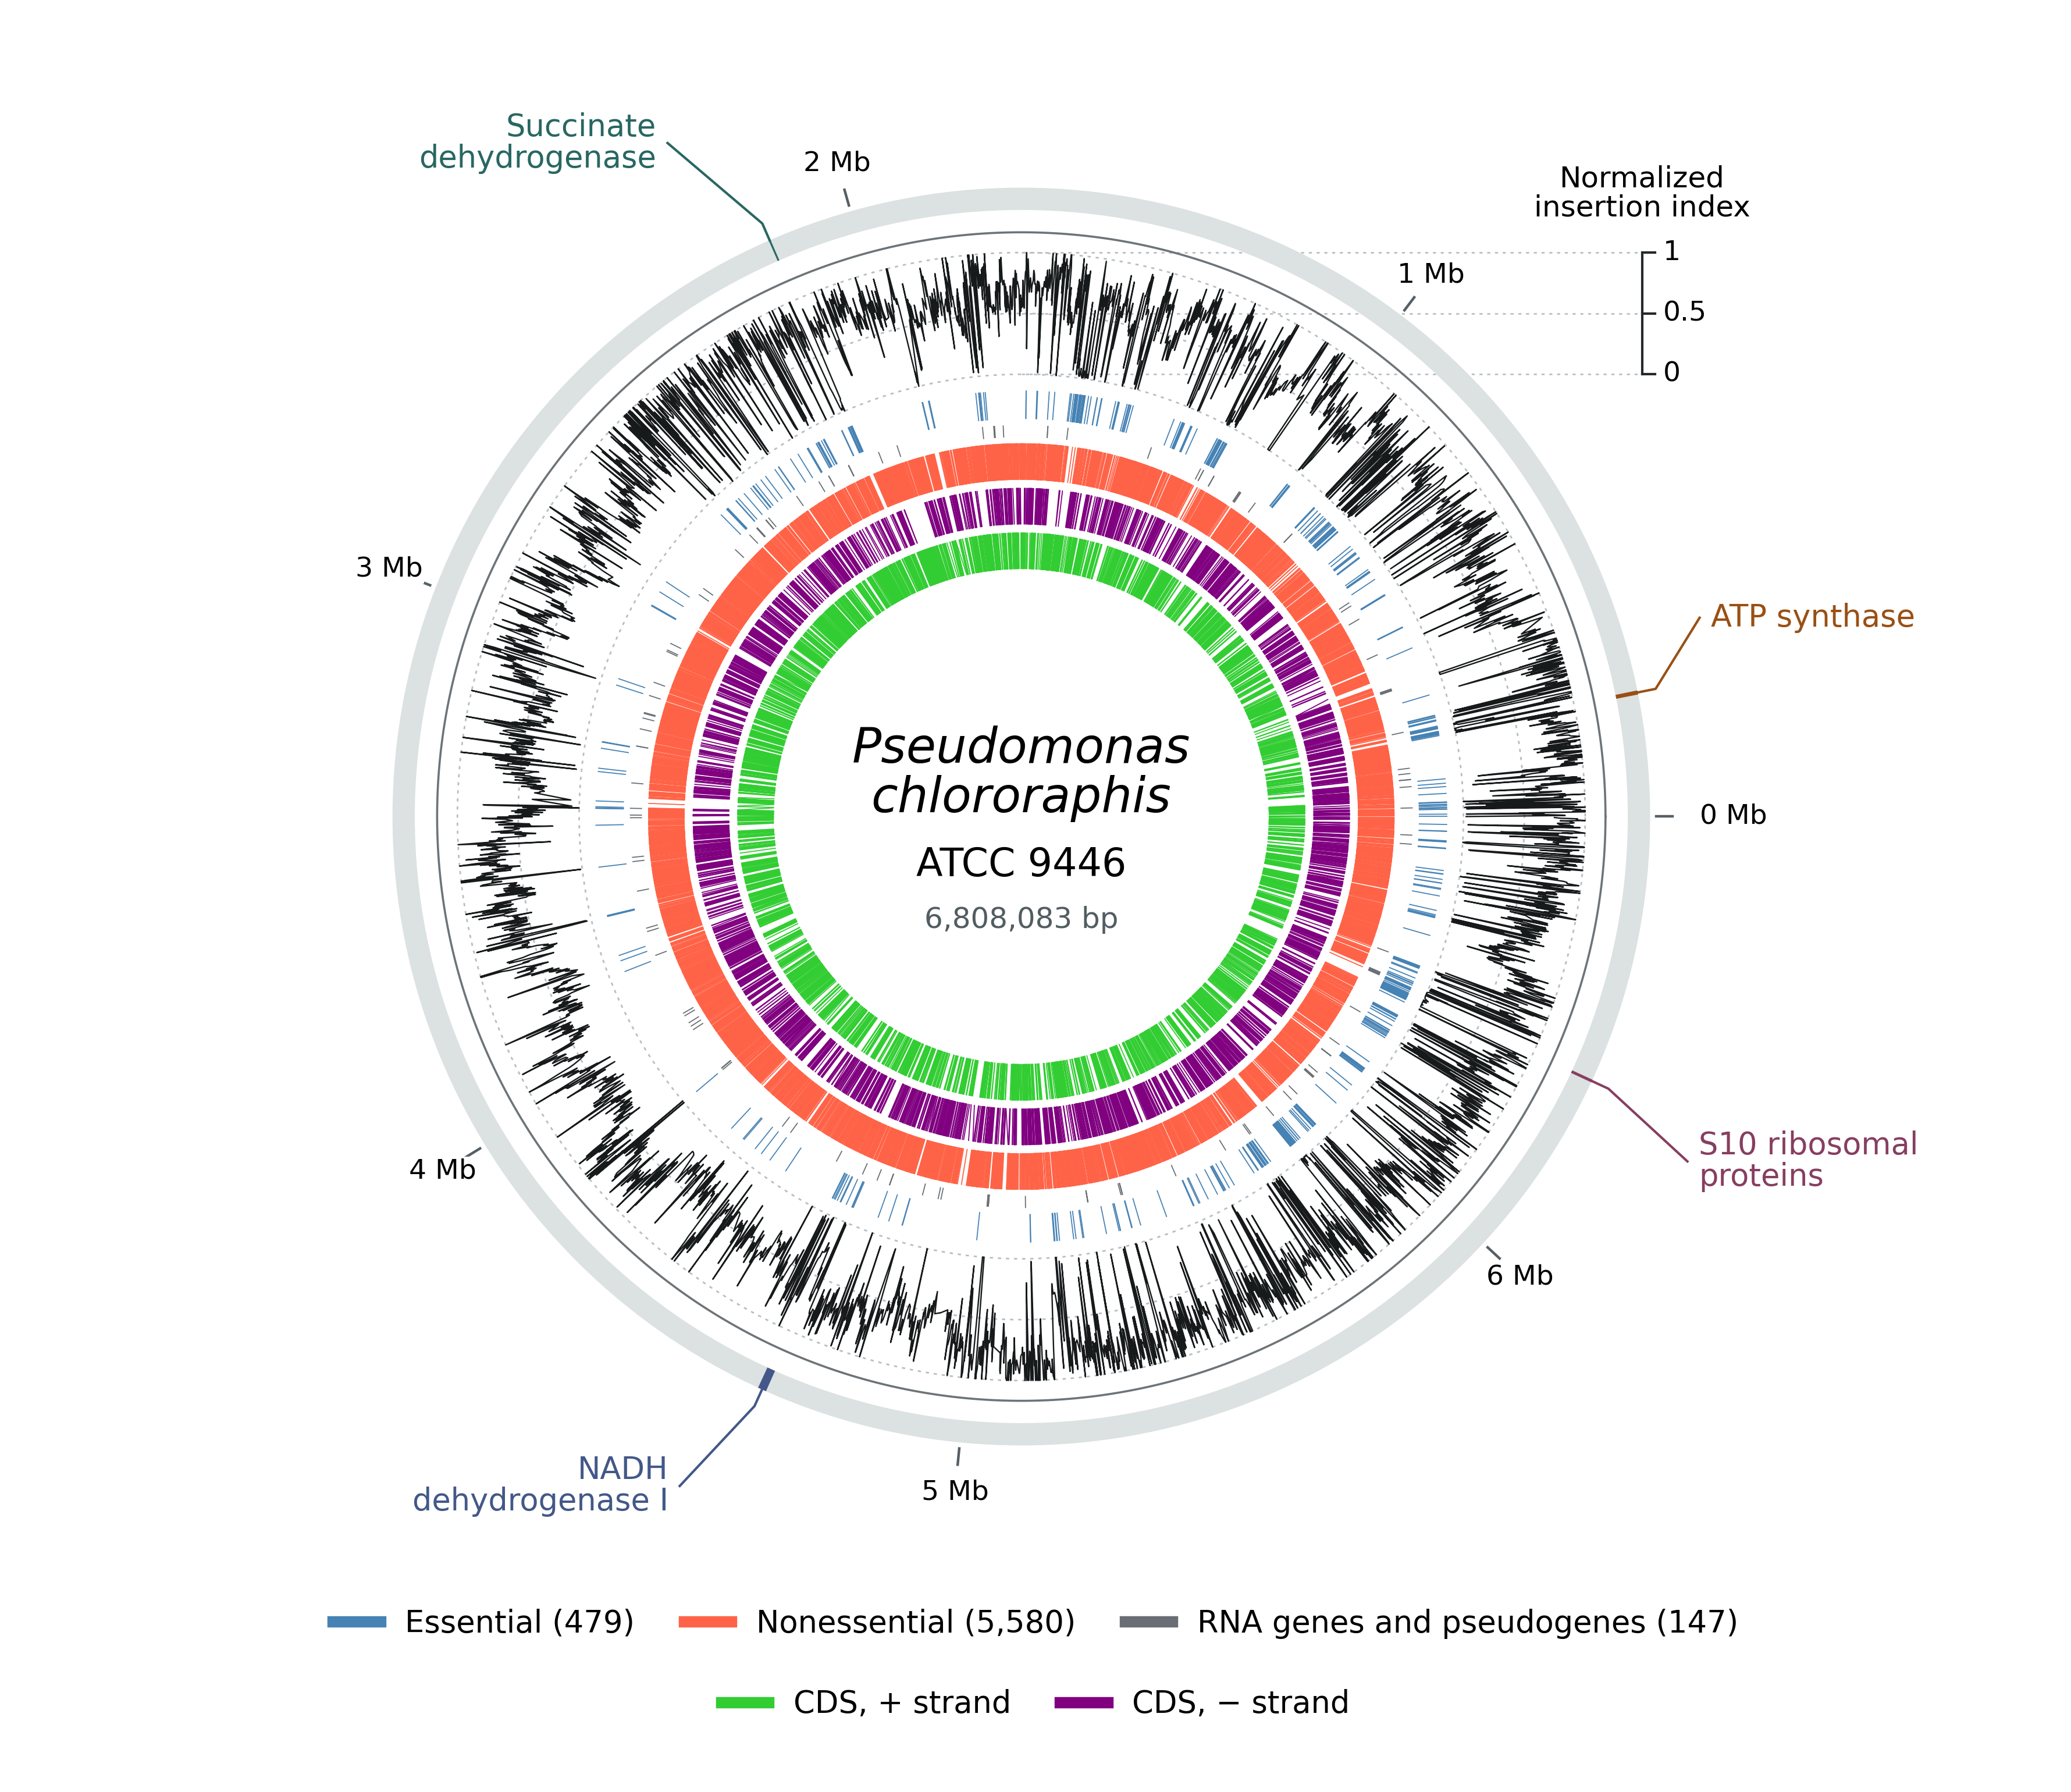 Succinate
dehydrogenase
2 Mb
Normalized
insertion index
1
1 Mb
0.5
0
3 Mb
ATP synthase
Pseudomonas
chlororaphis
ATCC 9446
6,808,083 bp
0 Mb
4 Mb
S10 ribosomal
proteins
6 Mb
NADH
dehydrogenase I
5 Mb
Essential (479)
Nonessential (5,580)
RNA genes and pseudogenes (147)
CDS, + strand
CDS, − strand